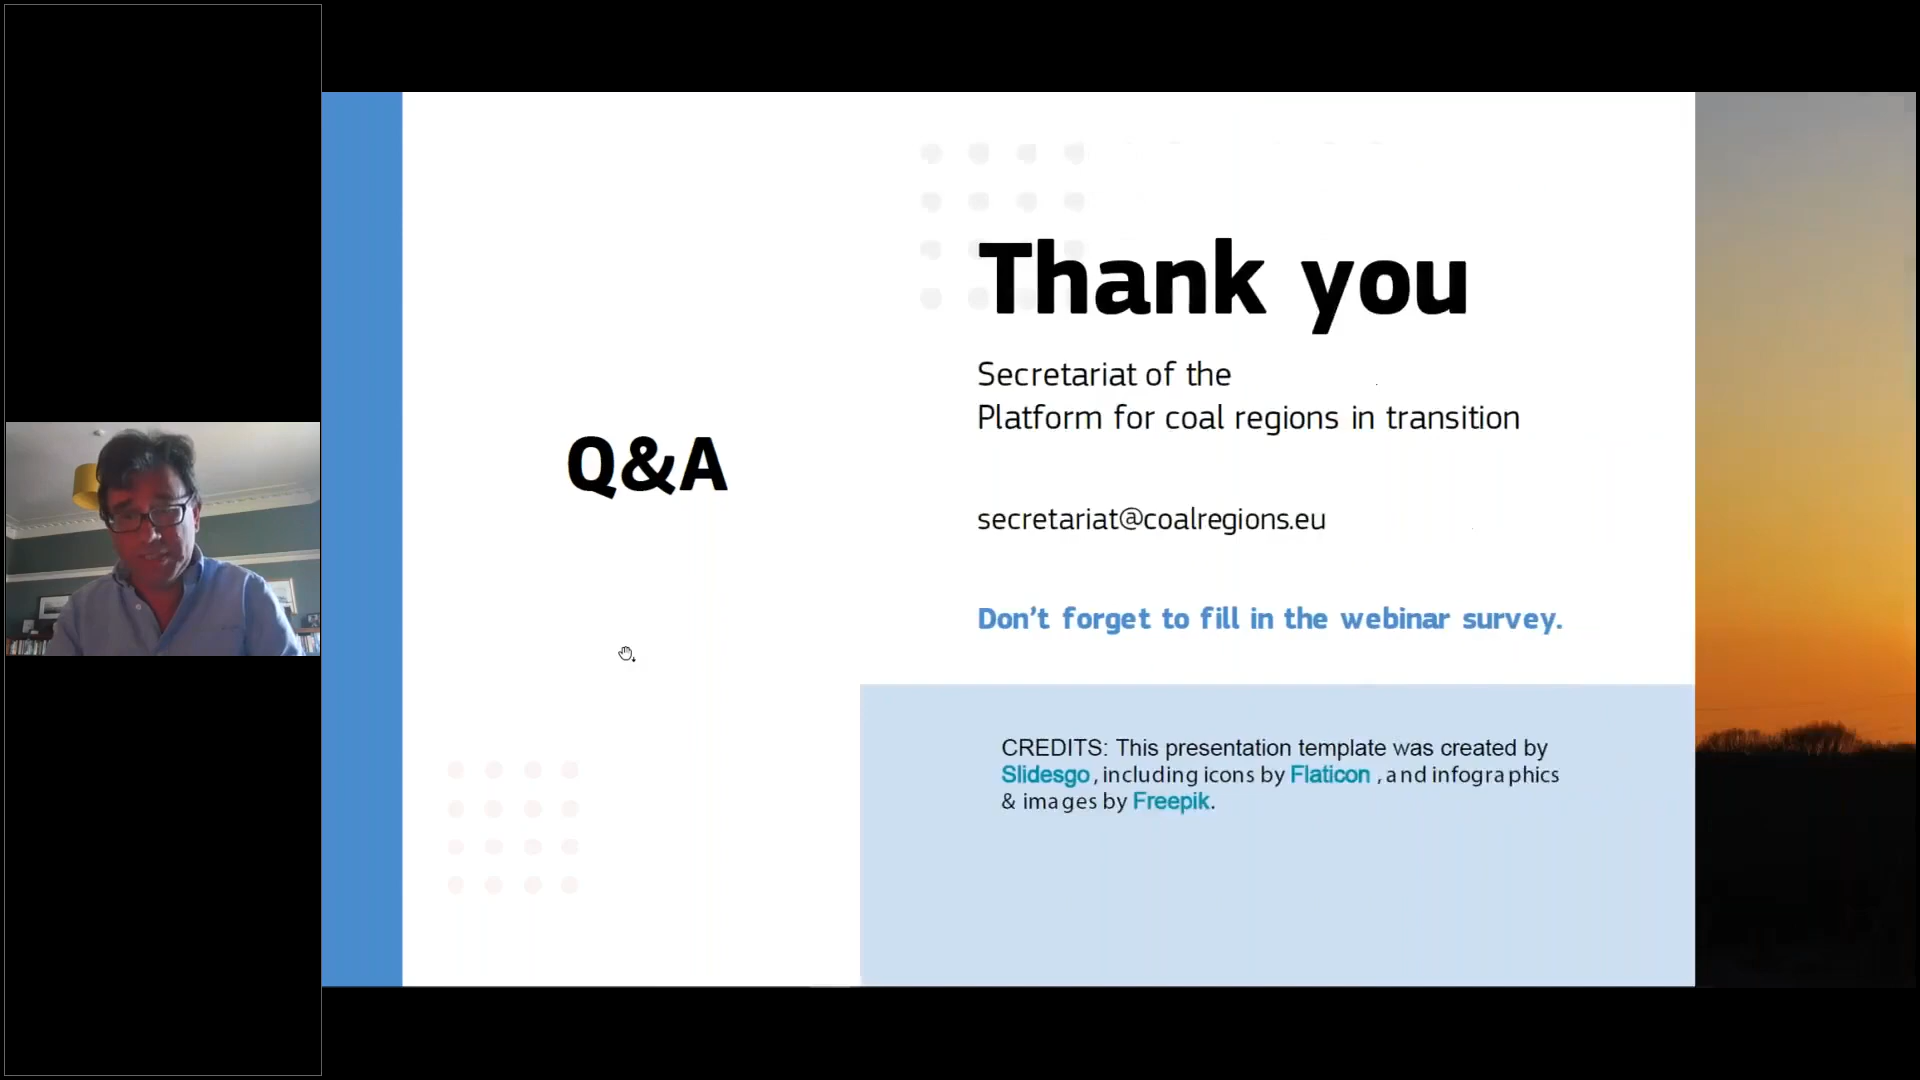 Q&A
Thank you
Secretariat of the
Platform for coal regions in transition
secretariat@coalregions.eu
Don't forget to fill in the webinar survey.
CREDITS: This presentation template was created by
Slidesgo, including icons by Flaticon, and infographics
& images by Freepik.